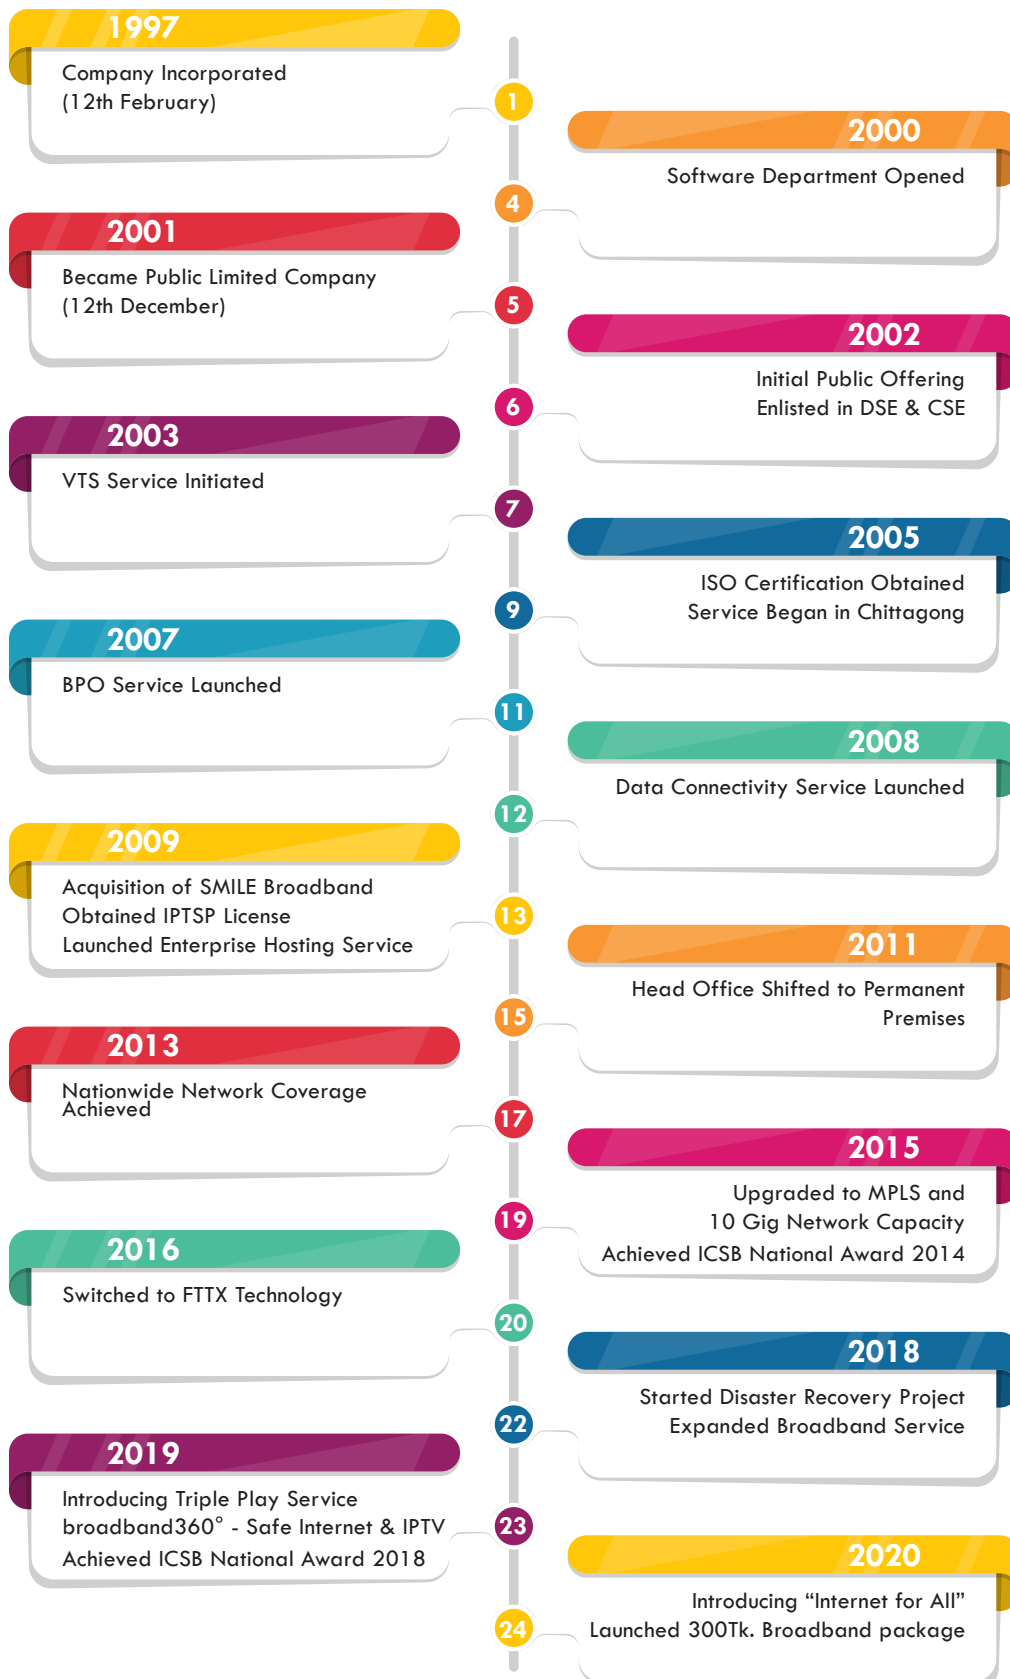 1997
Company Incorporated
(12th February)
1
2000
Software Department Opened
4
2001
Became Public Limited Company
(12th December)
5
2002
Initial Public Offering
Enlisted in DSE & CSE
6
2003
VTS Service Initiated
7
2005
ISO Certification Obtained
Service Began in Chittagong
9
2007
BPO Service Launched
11
2008
Data Connectivity Service Launched
12
2009
Acquisition of SMILE Broadband
Obtained IPTSP License
Launched Enterprise Hosting Service
13
2011
Head Office Shifted to Permanent
Premises
15
2013
Nationwide Network Coverage
Achieved
17
2015
Upgraded to MPLS and
10 Gig Network Capacity
Achieved ICSB National Award 2014
19
2016
Switched to FTTX Technology
20
2018
Started Disaster Recovery Project
Expanded Broadband Service
22
2019
Introducing Triple Play Service
broadband360° - Safe Internet & IPTV
Achieved ICSB National Award 2018
23
2020
Introducing “Internet for All”
Launched 300Tk. Broadband package
24